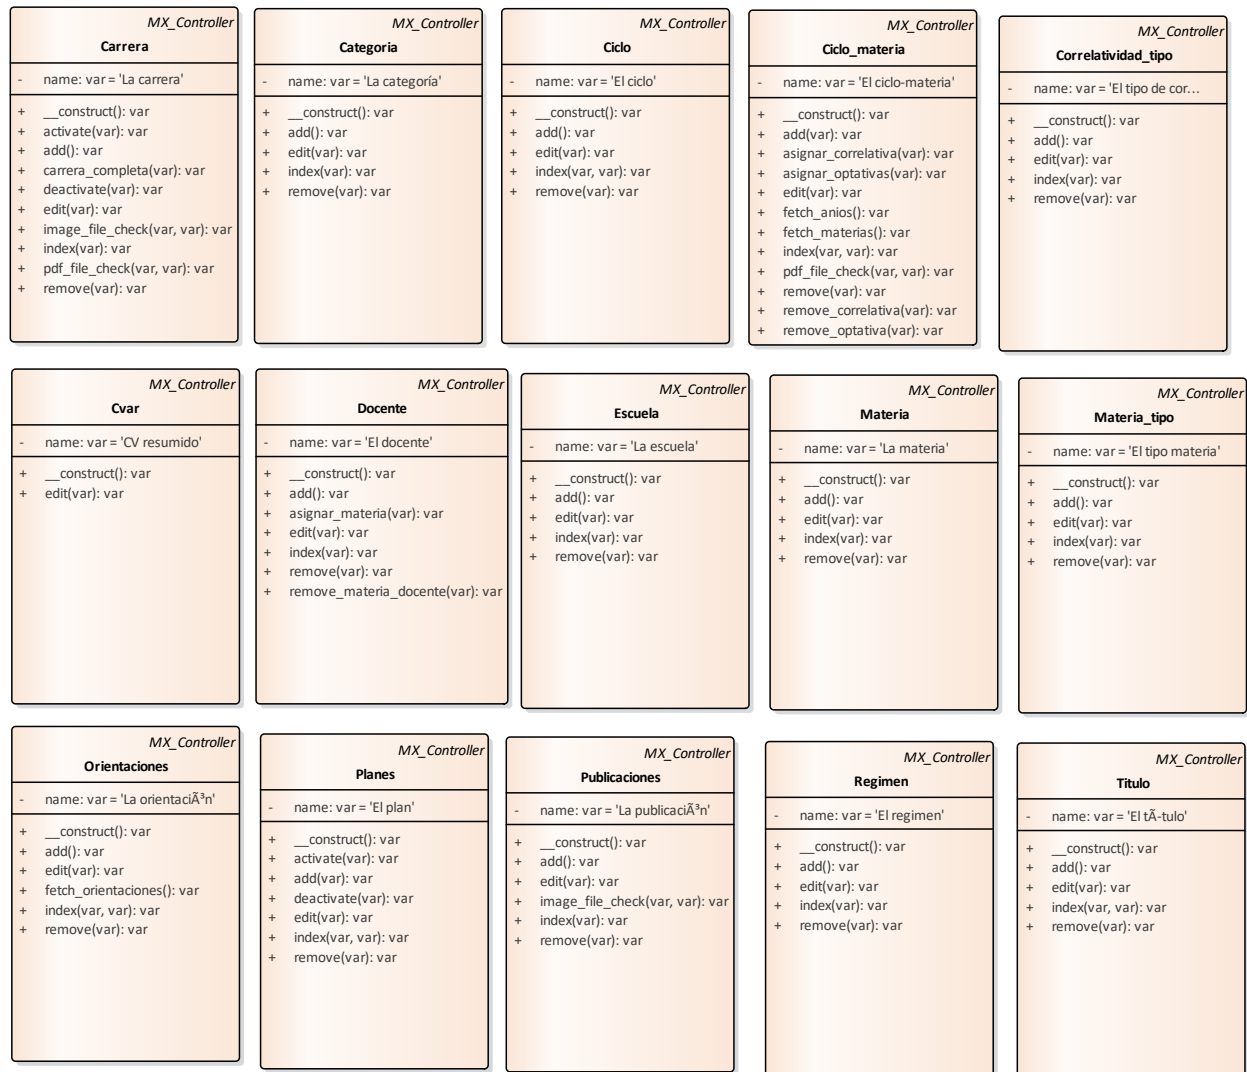 MX_Controller
Carrera
- name: var = 'La carrera'
+ __construct(): var
+ activate(var): var
+ add(): var
+ carrera_completa(var): var
+ deactivate(var): var
+ edit(var): var
+ image_file_check(var, var): var
+ index(var): var
+ pdf_file_check(var, var): var
+ remove(var): var
MX_Controller
Categoria
- name: var = 'La categoría'
+ __construct(): var
+ add(): var
+ edit(var): var
+ index(var): var
+ remove(var): var
MX_Controller
Ciclo
- name: var = 'El ciclo'
+ __construct(): var
+ add(): var
+ edit(var): var
+ index(var, var): var
+ remove(var): var
MX_Controller
Ciclo_materia
- name: var = 'El ciclo-materia'
+ __construct(): var
+ add(var): var
+ asignar_correlativa(var): var
+ asignar_optativas(var): var
+ edit(var): var
+ fetch_anios(): var
+ fetch_materias(): var
+ index(var, var): var
+ pdf_file_check(var, var): var
+ remove(var): var
+ remove_correlativa(var): var
+ remove_optativa(var): var
MX_Controller
Correlatividad_tipo
- name: var = 'El tipo de cor...
+ __construct(): var
+ add(): var
+ edit(var): var
+ index(var): var
+ remove(var): var
MX_Controller
Cvar
- name: var = 'CV resumido'
+ __construct(): var
+ edit(var): var
MX_Controller
Docente
- name: var = 'El docente'
+ __construct(): var
+ add(): var
+ asignar_materia(var): var
+ edit(var): var
+ index(var): var
+ remove(var): var
+ remove_materia_docente(var): var
MX_Controller
Escuela
- name: var = 'La escuela'
+ __construct(): var
+ add(): var
+ edit(var): var
+ index(var): var
+ remove(var): var
MX_Controller
Materia
- name: var = 'La materia'
+ __construct(): var
+ add(): var
+ edit(var): var
+ index(var): var
+ remove(var): var
MX_Controller
Materia_tipo
- name: var = 'El tipo materia'
+ __construct(): var
+ add(): var
+ edit(var): var
+ index(var): var
+ remove(var): var
MX_Controller
Orientaciones
- name: var = 'La orientaciÃ³n'
+ __construct(): var
+ add(): var
+ edit(var): var
+ fetch_orientaciones(): var
+ index(var, var): var
+ remove(var): var
MX_Controller
Planes
- name: var = 'El plan'
+ __construct(): var
+ activate(var): var
+ add(var): var
+ deactivate(var): var
+ edit(var): var
+ index(var, var): var
+ remove(var): var
MX_Controller
Publicaciones
- name: var = 'La publicaciÃ³n'
+ __construct(): var
+ add(): var
+ edit(var): var
+ image_file_check(var, var): var
+ index(var): var
+ remove(var): var
MX_Controller
Regimen
- name: var = 'El regimen'
+ __construct(): var
+ add(): var
+ edit(var): var
+ index(var): var
+ remove(var): var
MX_Controller
Titulo
- name: var = 'El tÃ-tulo'
+ __construct(): var
+ add(): var
+ edit(var): var
+ index(var, var): var
+ remove(var): var